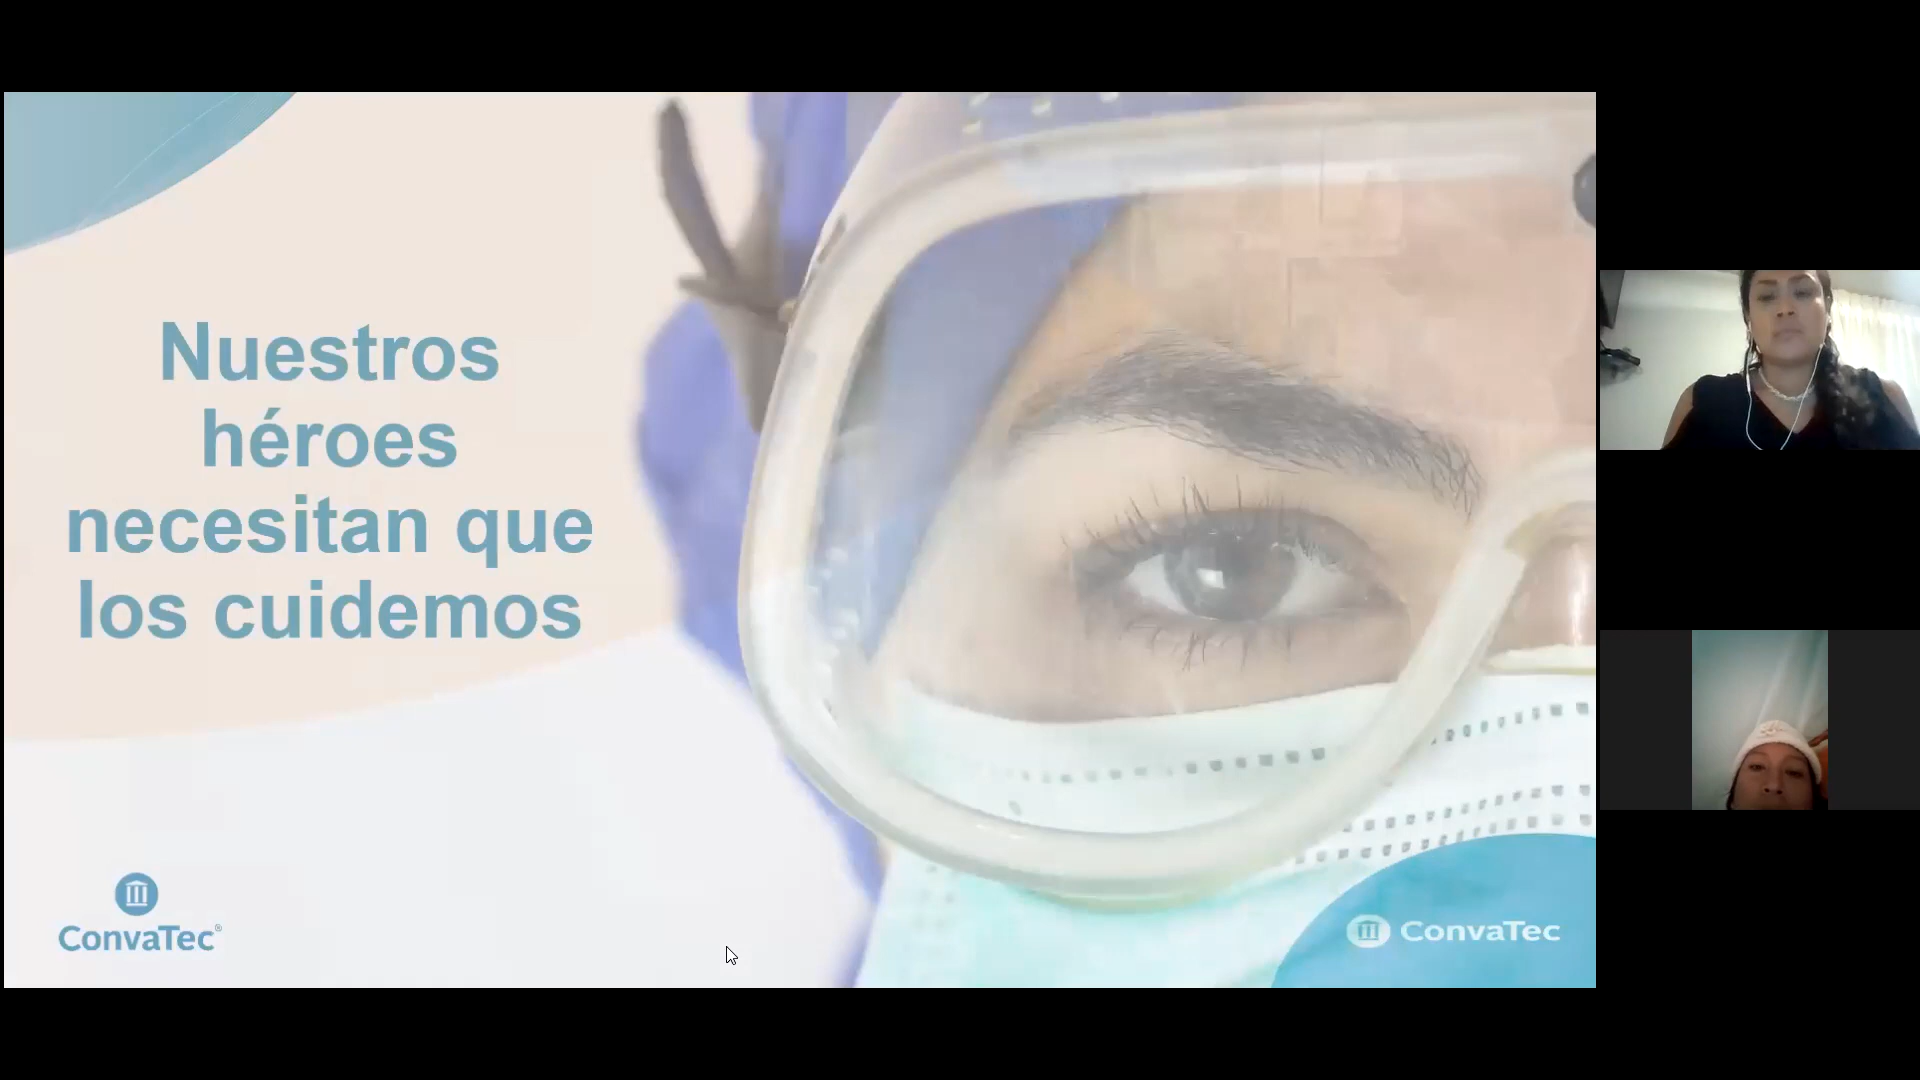 Nuestros
héroes
necesitan que
los cuidemos
ConvaTec®
ConvaTec